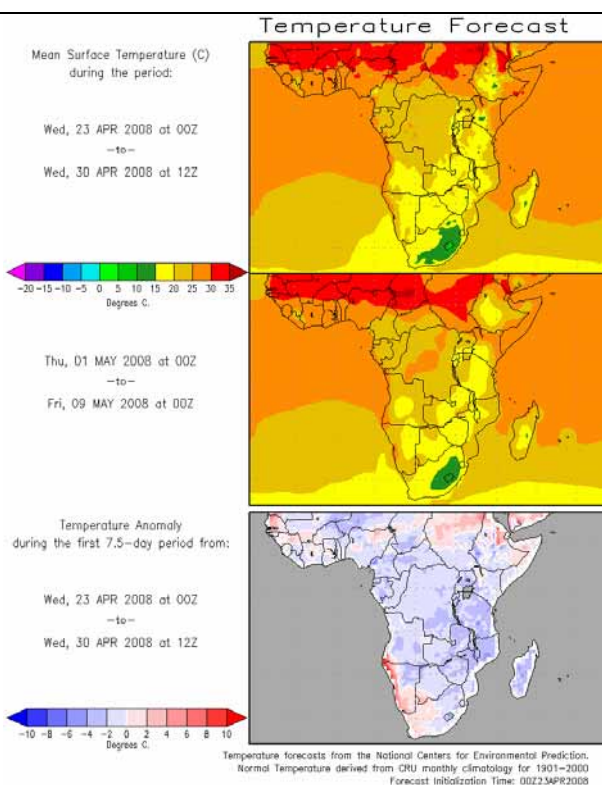 Temperature Forecast
Mean Surface Temperature (C)
during the period:
Wed, 23 APR 2008 at 00Z
-to-
Wed, 30 APR 2008 at 12Z
-20 -15 -10 -5 0 5 10 15 20 25 30 35
Degrees C.
Thu, 01 MAY 2008 at 00Z
-to-
Fri, 09 MAY 2008 at 00Z
Temperature Anomaly
during the first 7.5-day period from:
Wed, 23 APR 2008 at 00Z
-to-
Wed, 30 APR 2008 at 12Z
-10 -8 -6 -4 -2 0 2 4 6 8 10
Degrees C.
Temperature forecasts from the National Centers for Environmental Prediction.
Normal Temperature derived from CRU monthly climatology for 1901-2000
Forecast Initialization Time: 00Z23APR2008